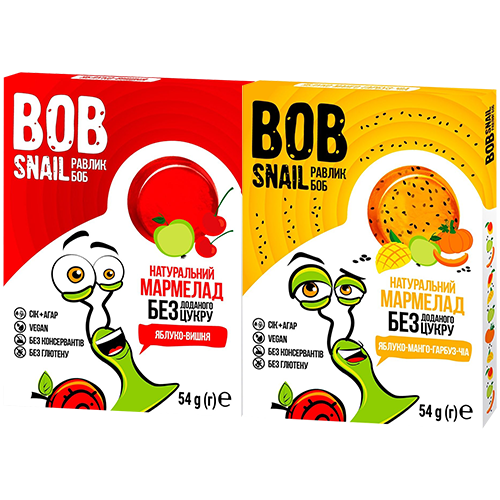 BOB
SNAIL РАВЛИК
БОБ
НАТУРАЛЬНИЙ
МАРМЕЛАД
БЕЗ ДОДАНОГО
ЦУКРУ
ЯБЛУКО-ВИШНЯ
СІК+АГАР
VEGAN
БЕЗ КОНСЕРВАНТІВ
БЕЗ ГЛЮТЕНУ
54 g (г) ℮
BOB
SNAIL РАВЛИК
БОБ
НАТУРАЛЬНИЙ
МАРМЕЛАД
БЕЗ ДОДАНОГО
ЦУКРУ
ЯБЛУКО-МАНГО-ГАРБУЗ-ЧІА
СІК+АГАР
VEGAN
БЕЗ КОНСЕРВАНТІВ
БЕЗ ГЛЮТЕНУ
54 g (г) ℮
BOB SNAIL
РАВЛИК БОБ